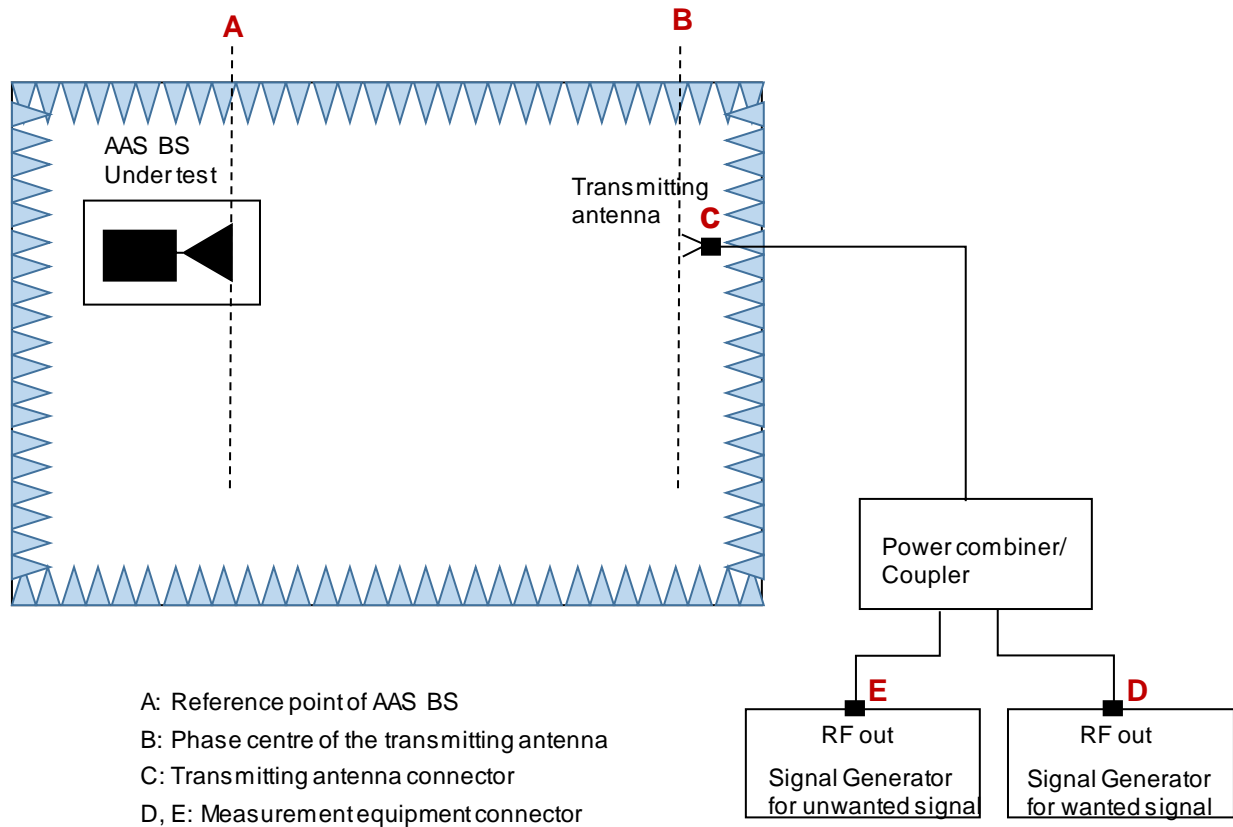 A
B
AAS BS
Under test
Transmitting
antenna
C
Power combiner/
Coupler
E
D
RF out
Signal Generator
for unwanted signal
RF out
Signal Generator
for wanted signal
A: Reference point of AAS BS
B: Phase centre of the transmitting antenna
C: Transmitting antenna connector
D, E: Measurement equipment connector